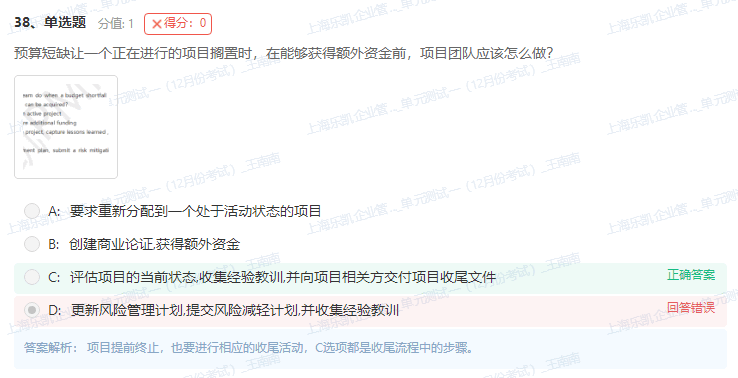 38、单选题 分值: 1 ✕得分：0
预算短缺让一个正在进行的项目搁置时，在能够获得额外资金前，项目团队应该怎么做?
eem do when a budget shortfall
can be acquired?
t active project
re additional funding
project, capture lessons learned ,
ment plan, submit a risk mitigati
A: 要求重新分配到一个处于活动状态的项目
B: 创建商业论证,获得额外资金
C: 评估项目的当前状态,收集经验教训,并向项目相关方交付项目收尾文件 正确答案
D: 更新风险管理计划,提交风险减轻计划,并收集经验教训 回答错误
答案解析： 项目提前终止，也要进行相应的收尾活动，C选项都是收尾流程中的步骤。
上海乐凯企业管..._单元测试一（12月份考试）_王南南